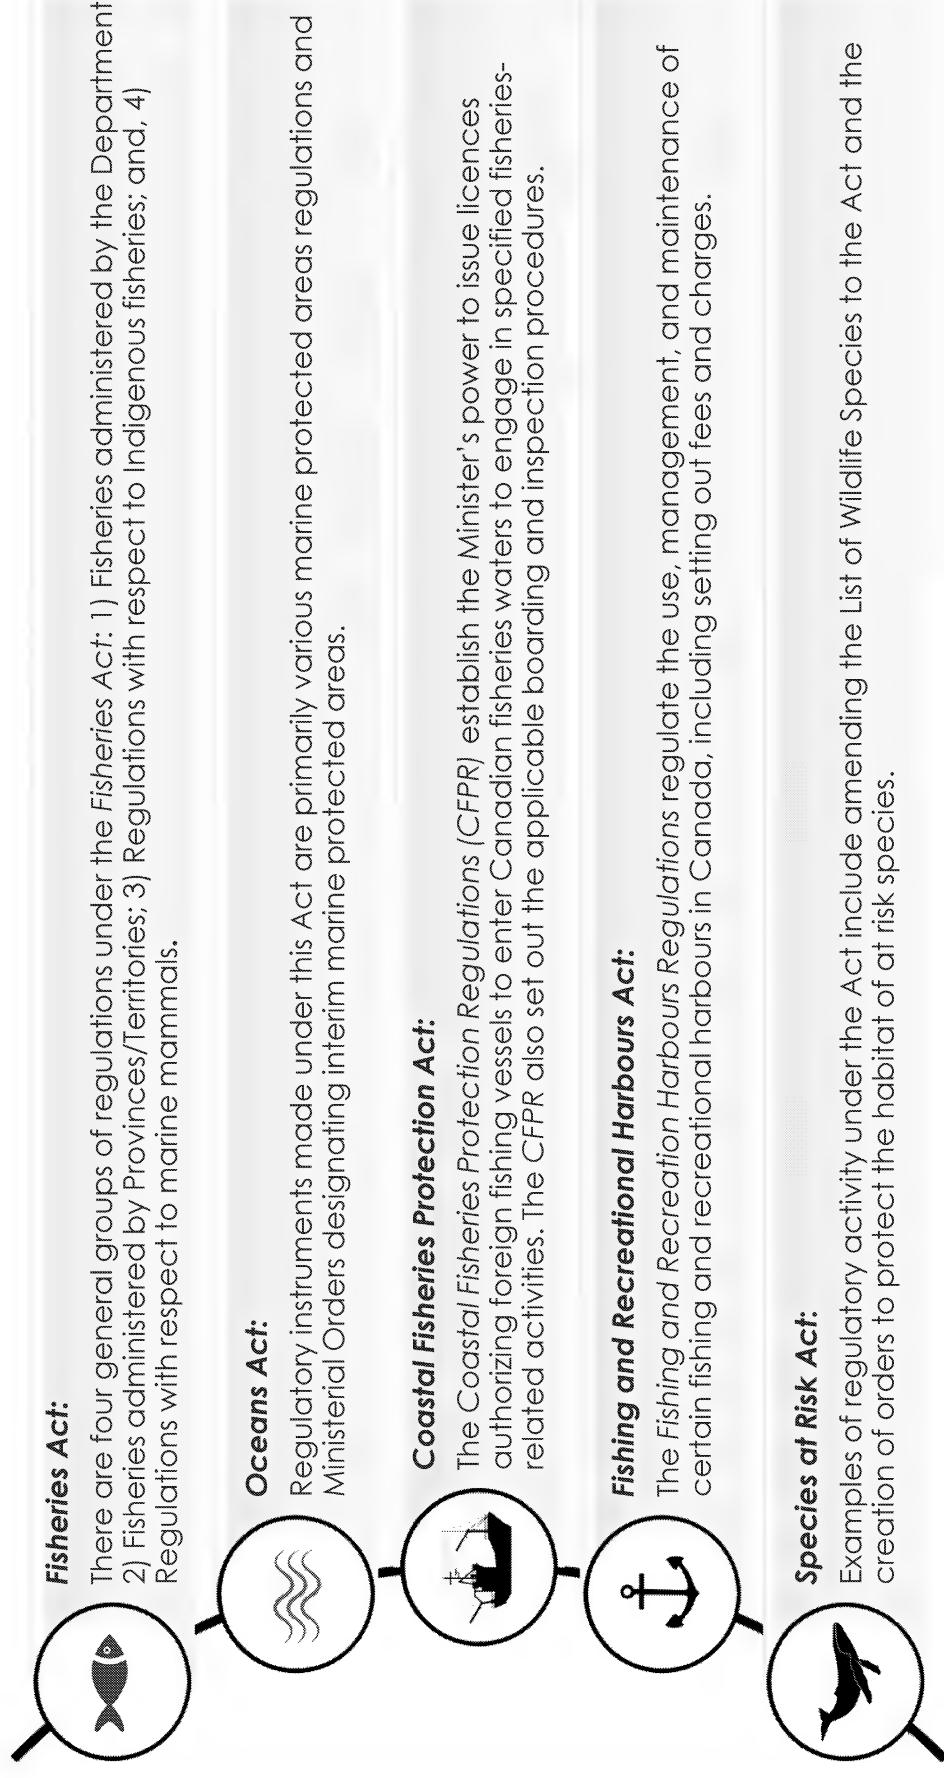 Fisheries Act:
There are four general groups of regulations under the Fisheries Act: 1) Fisheries administered by the Department
2) Fisheries administered by Provinces/Territories; 3) Regulations with respect to Indigenous fisheries; and, 4)
Regulations with respect to marine mammals.
Oceans Act:
Regulatory instruments made under this Act are primarily various marine protected areas regulations and
Ministerial Orders designating interim marine protected areas.
Coastal Fisheries Protection Act:
The Coastal Fisheries Protection Regulations (CFPR) establish the Minister's power to issue licences
authorizing foreign fishing vessels to enter Canadian fisheries waters to engage in specified fisheries-
related activities. The CFPR also set out the applicable boarding and inspection procedures.
Fishing and Recreational Harbours Act:
The Fishing and Recreation Harbours Regulations regulate the use, management, and maintenance of
certain fishing and recreational harbours in Canada, including setting out fees and charges.
Species at Risk Act:
Examples of regulatory activity under the Act include amending the List of Wildlife Species to the Act and the
creation of orders to protect the habitat of at risk species.